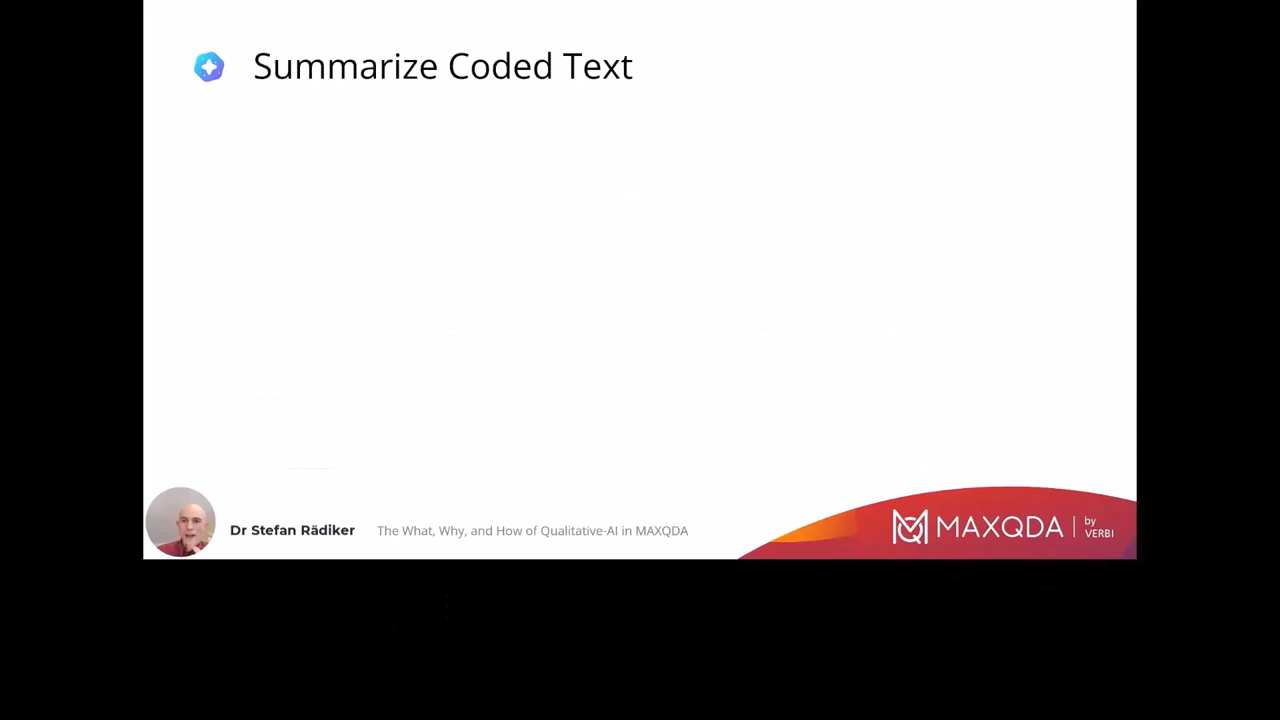 Summarize Coded Text
Dr Stefan Rädiker The What, Why, and How of Qualitative-AI in MAXQDA
MAXQDA by
VERBI